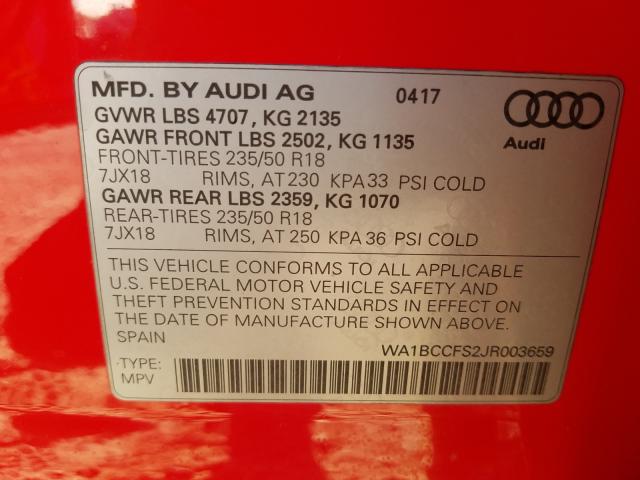 MFD. BY AUDI AG 0417
GVWR LBS 4707, KG 2135
GAWR FRONT LBS 2502, KG 1135
Audi
FRONT-TIRES 235/50 R18
7JX18 RIMS, AT 230 KPA 33 PSI COLD
GAWR REAR LBS 2359, KG 1070
REAR-TIRES 235/50 R18
7JX18 RIMS, AT 250 KPA 36 PSI COLD
THIS VEHICLE CONFORMS TO ALL APPLICABLE
U.S. FEDERAL MOTOR VEHICLE SAFETY AND
THEFT PREVENTION STANDARDS IN EFFECT ON
THE DATE OF MANUFACTURE SHOWN ABOVE.
SPAIN
WA1BCCFS2JR003659
TYPE:
MPV